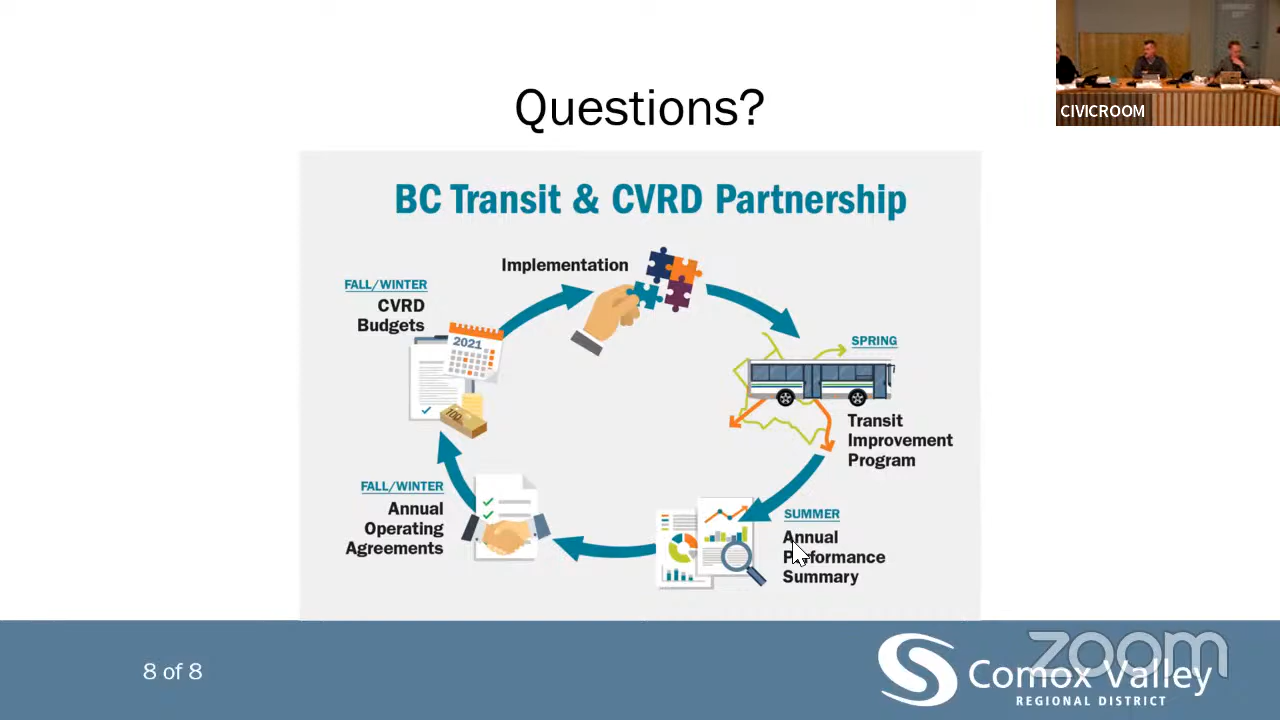 CIVICROOM
Questions?
BC Transit & CVRD Partnership
Implementation
FALL/WINTER
CVRD
Budgets
2021
100
SPRING
Transit
Improvement
Program
FALL/WINTER
Annual
Operating
Agreements
SUMMER
Annual
Performance
Summary
8 of 8
zoom
Comox Valley
REGIONAL DISTRICT